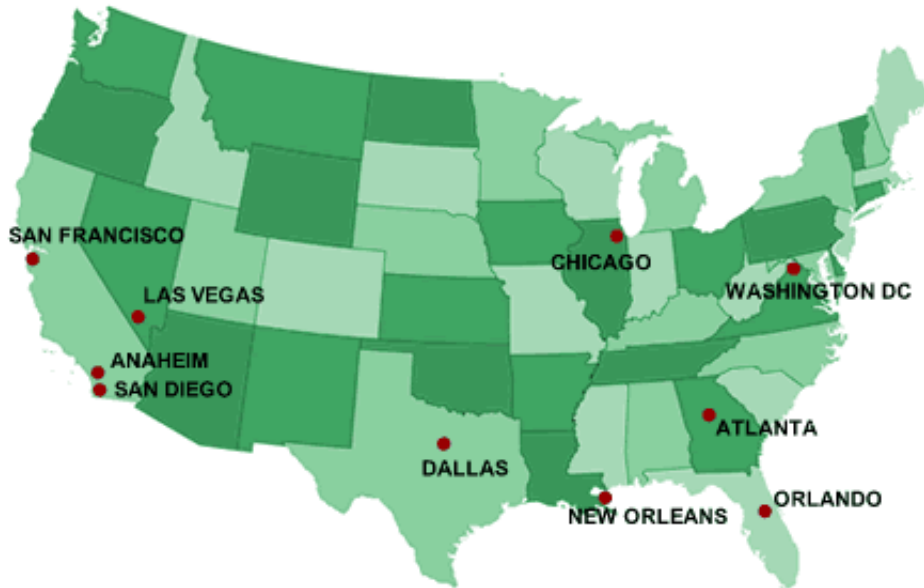 SAN FRANCISCO
CHICAGO
LAS VEGAS
WASHINGTON DC
ANAHEIM
SAN DIEGO
ATLANTA
DALLAS
ORLANDO
NEW ORLEANS